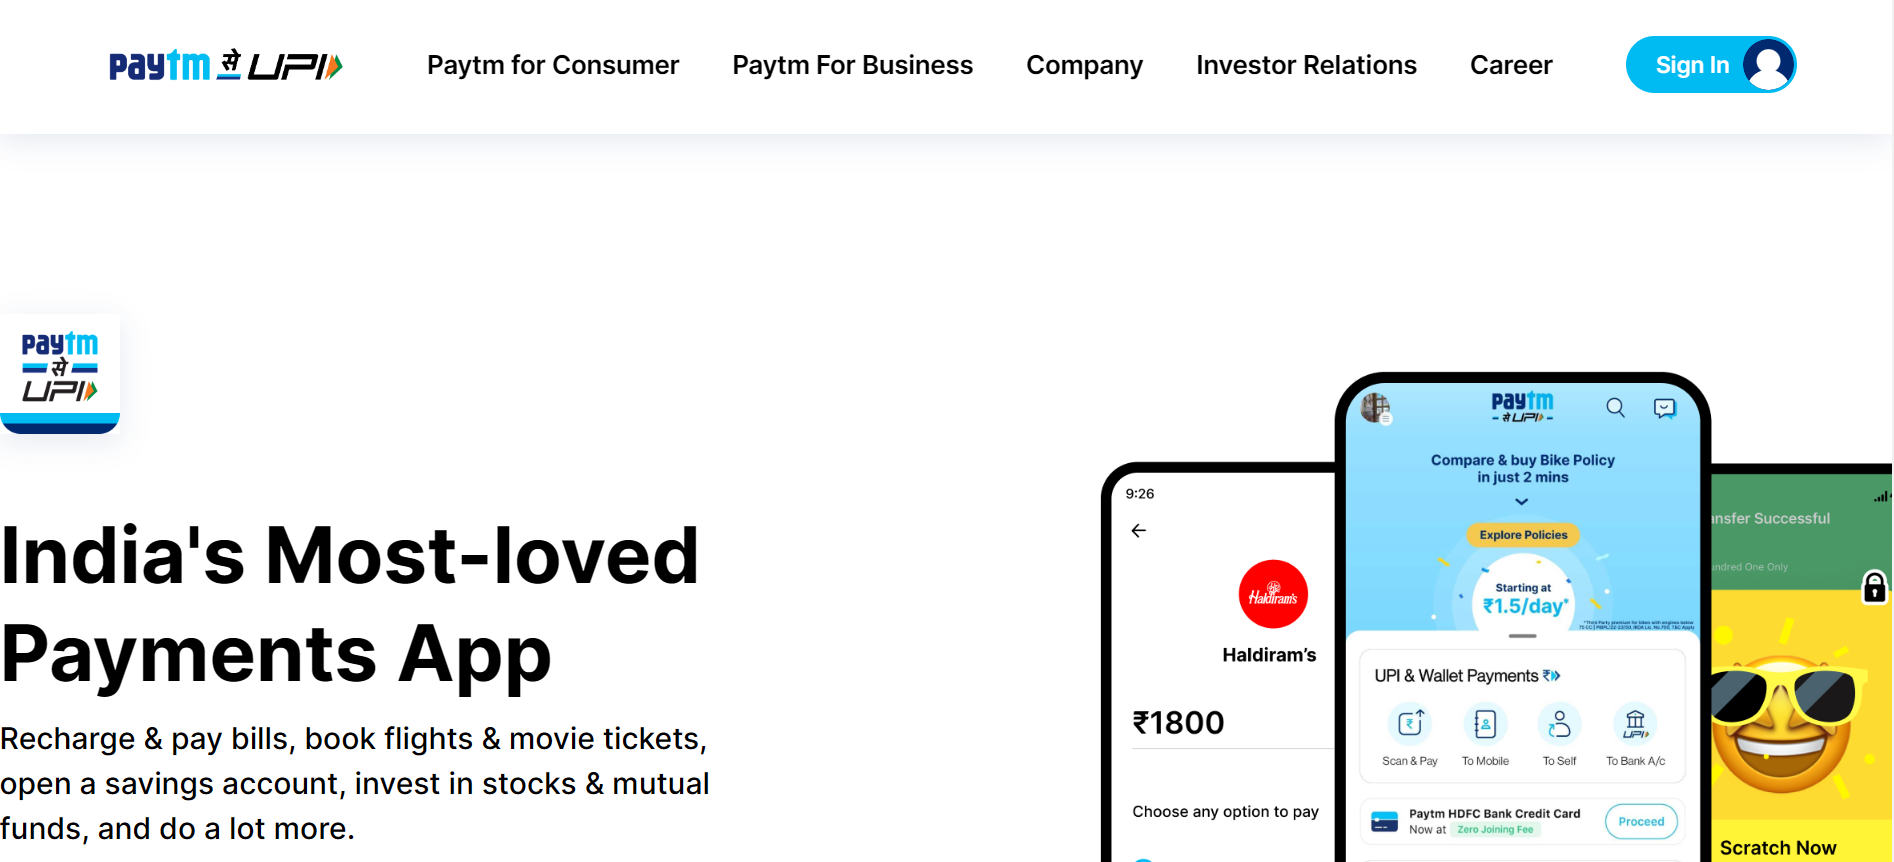 paytm से UPI
Paytm for Consumer
Paytm For Business
Company
Investor Relations
Career
Sign In
paytm
से
UPI
India's Most-loved
Payments App
Recharge & pay bills, book flights & movie tickets,
open a savings account, invest in stocks & mutual
funds, and do a lot more.
9:26
Haldiram's
Haldiram’s
₹1800
Choose any option to pay
paytm
से UPI
Compare & buy Bike Policy
in just 2 mins
Explore Policies
Starting at
₹1.5/day*
UPI & Wallet Payments
Scan & Pay
To Mobile
To Self
UPI
To Bank A/c
Paytm HDFC Bank Credit Card
Now at Zero Joining Fee
Proceed
ansfer Successful
undred One Only
Scratch Now